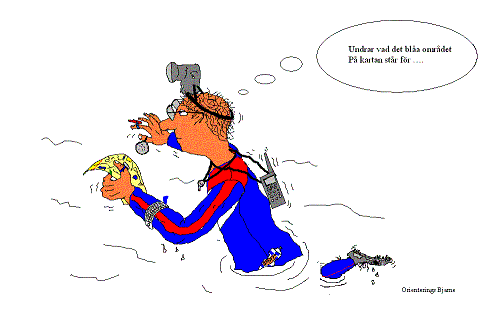 Undrar vad det blåa området
På kartan står för ....
Orienterings Bjarne